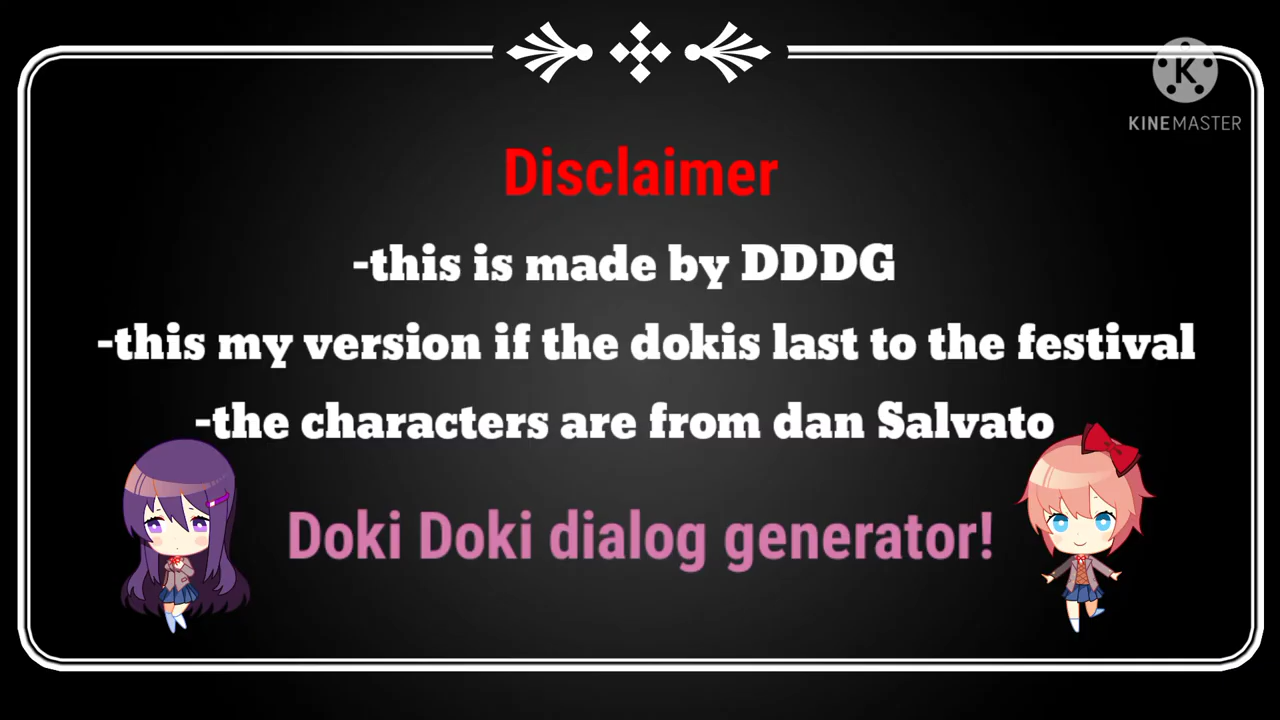 K
KINEMASTER
Disclaimer
-this is made by DDDG
-this my version if the dokis last to the festival
-the characters are from dan Salvato
Doki Doki dialog generator!